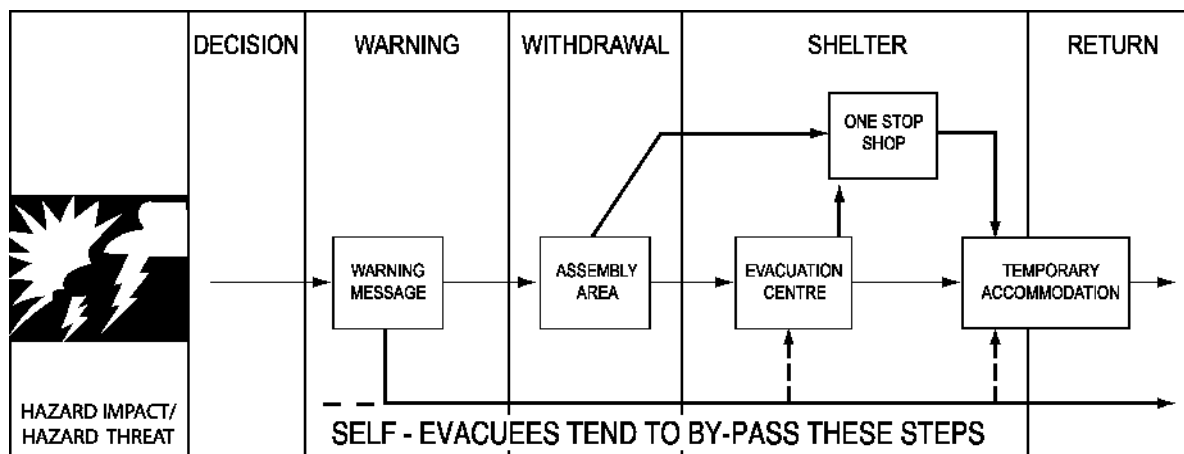 DECISION
WARNING
WITHDRAWAL
SHELTER
RETURN
ONE STOP
SHOP
WARNING
MESSAGE
ASSEMBLY
AREA
EVACUATION
CENTRE
TEMPORARY
ACCOMMODATION
HAZARD IMPACT/
HAZARD THREAT
SELF - EVACUEES TEND TO BY-PASS THESE STEPS